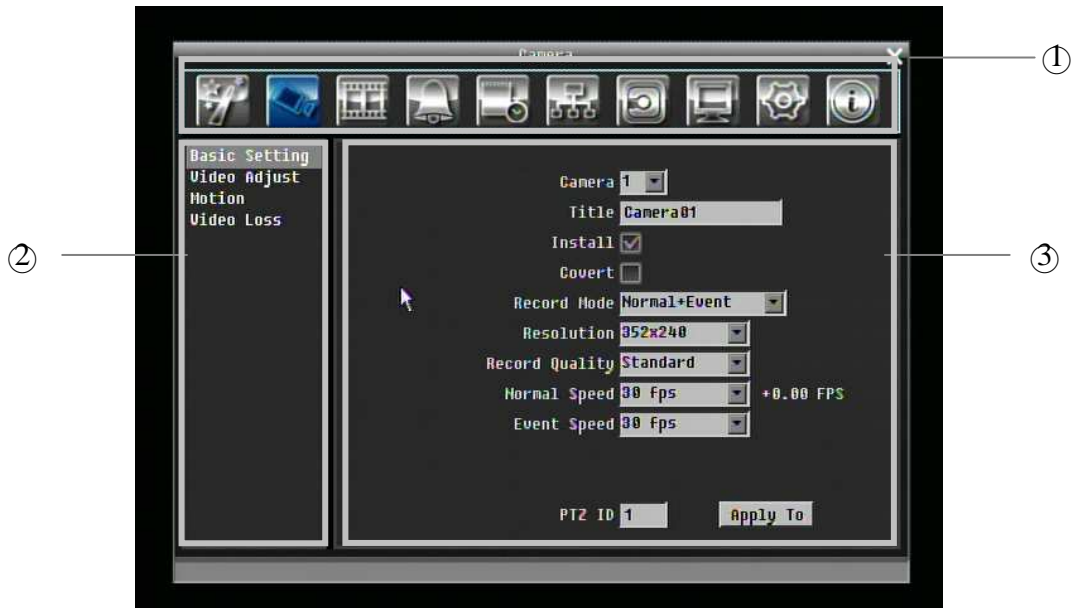 Camera
①
Basic Setting
Video Adjust
Motion
Video Loss
②
Camera 1
Title Camera01
Install
Covert
Record Mode Normal+Event
Resolution 352x240
Record Quality Standard
Normal Speed 30 fps +0.00 FPS
Event Speed 30 fps
PTZ ID 1 Apply To
③